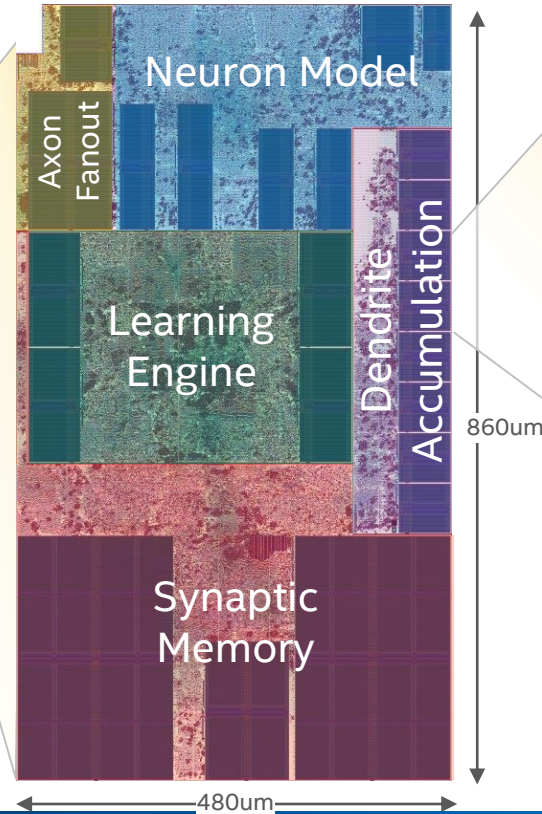 Neuron Model
Axon
Fanout
Learning
Engine
Dendrite
Accumulation
860um
Synaptic
Memory
480um